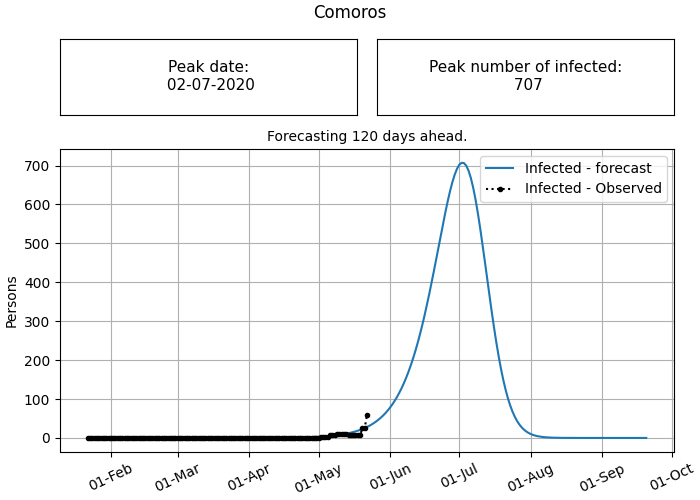 Comoros
Peak date:
02-07-2020
Peak number of infected:
707
Forecasting 120 days ahead.
Infected - forecast
Infected - Observed
Persons
700
600
500
400
300
200
100
0
01-Feb
01-Mar
01-Apr
01-May
01-Jun
01-Jul
01-Aug
01-Sep
01-Oct